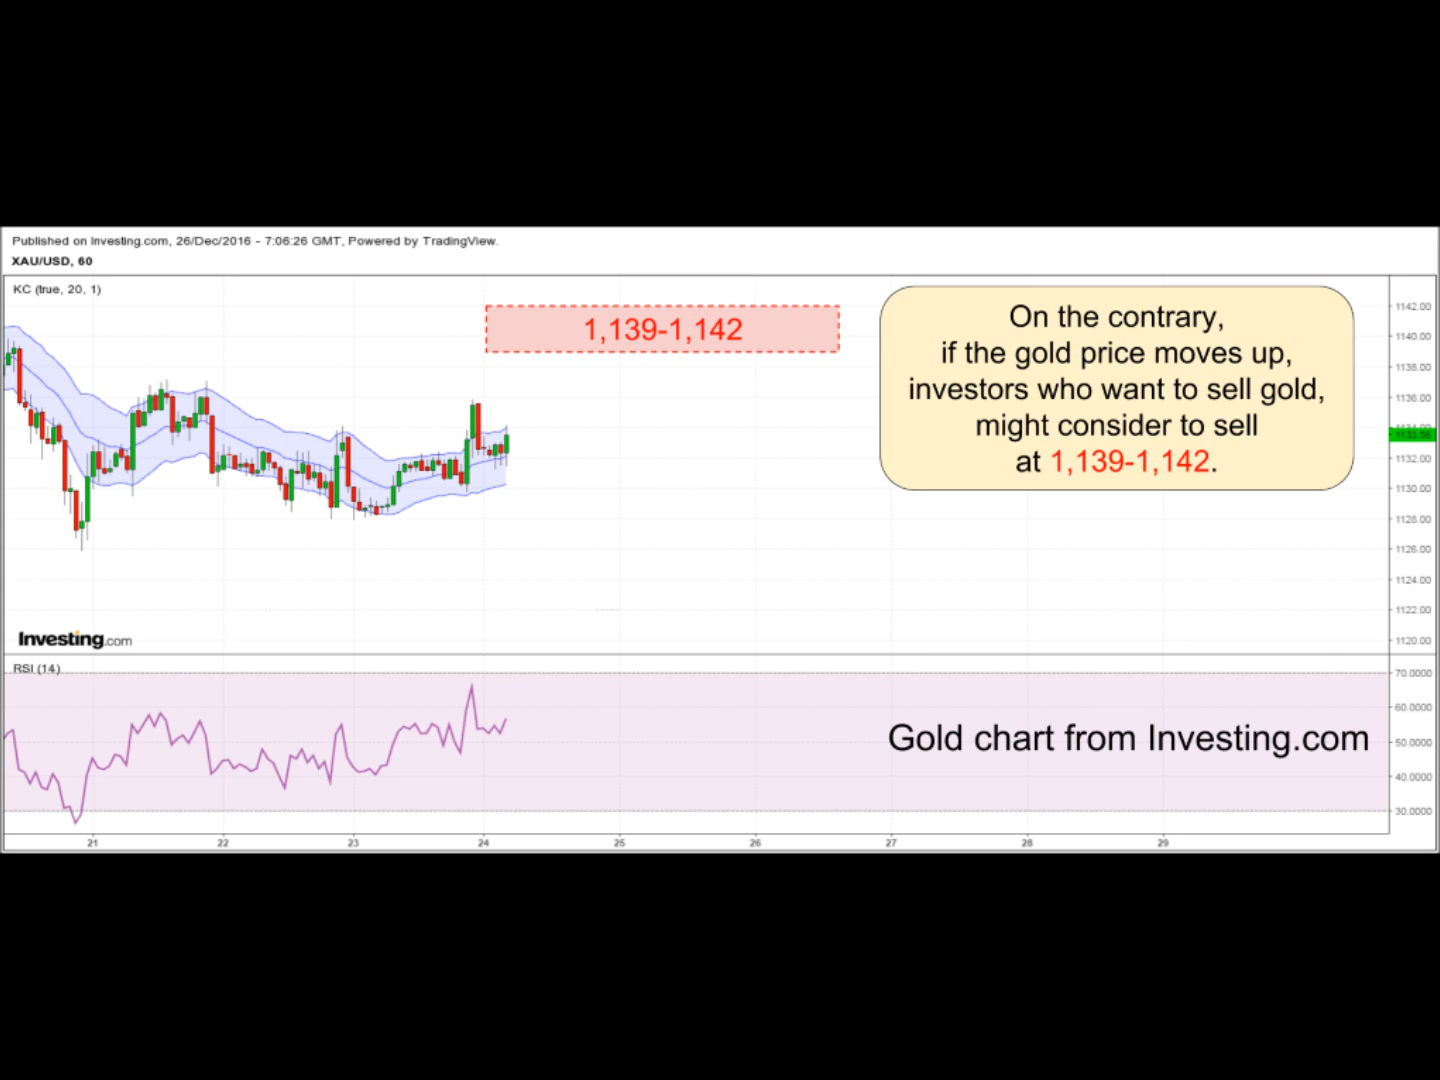 Published on Investing.com, 26/Dec/2016 - 7:06:26 GMT, Powered by TradingView.
XAU/USD, 60
KC (true, 20, 1)
1,139-1,142
On the contrary,
if the gold price moves up,
investors who want to sell gold,
might consider to sell
at 1,139-1,142.
1142.00
1140.00
1138.00
1136.00
1133.56
1132.00
1130.00
1128.00
1126.00
1124.00
1122.00
1120.00
Investing.com
RSI (14)
70.0000
60.0000
50.0000
40.0000
30.0000
Gold chart from Investing.com
21 22 23 24 25 26 27 28 29